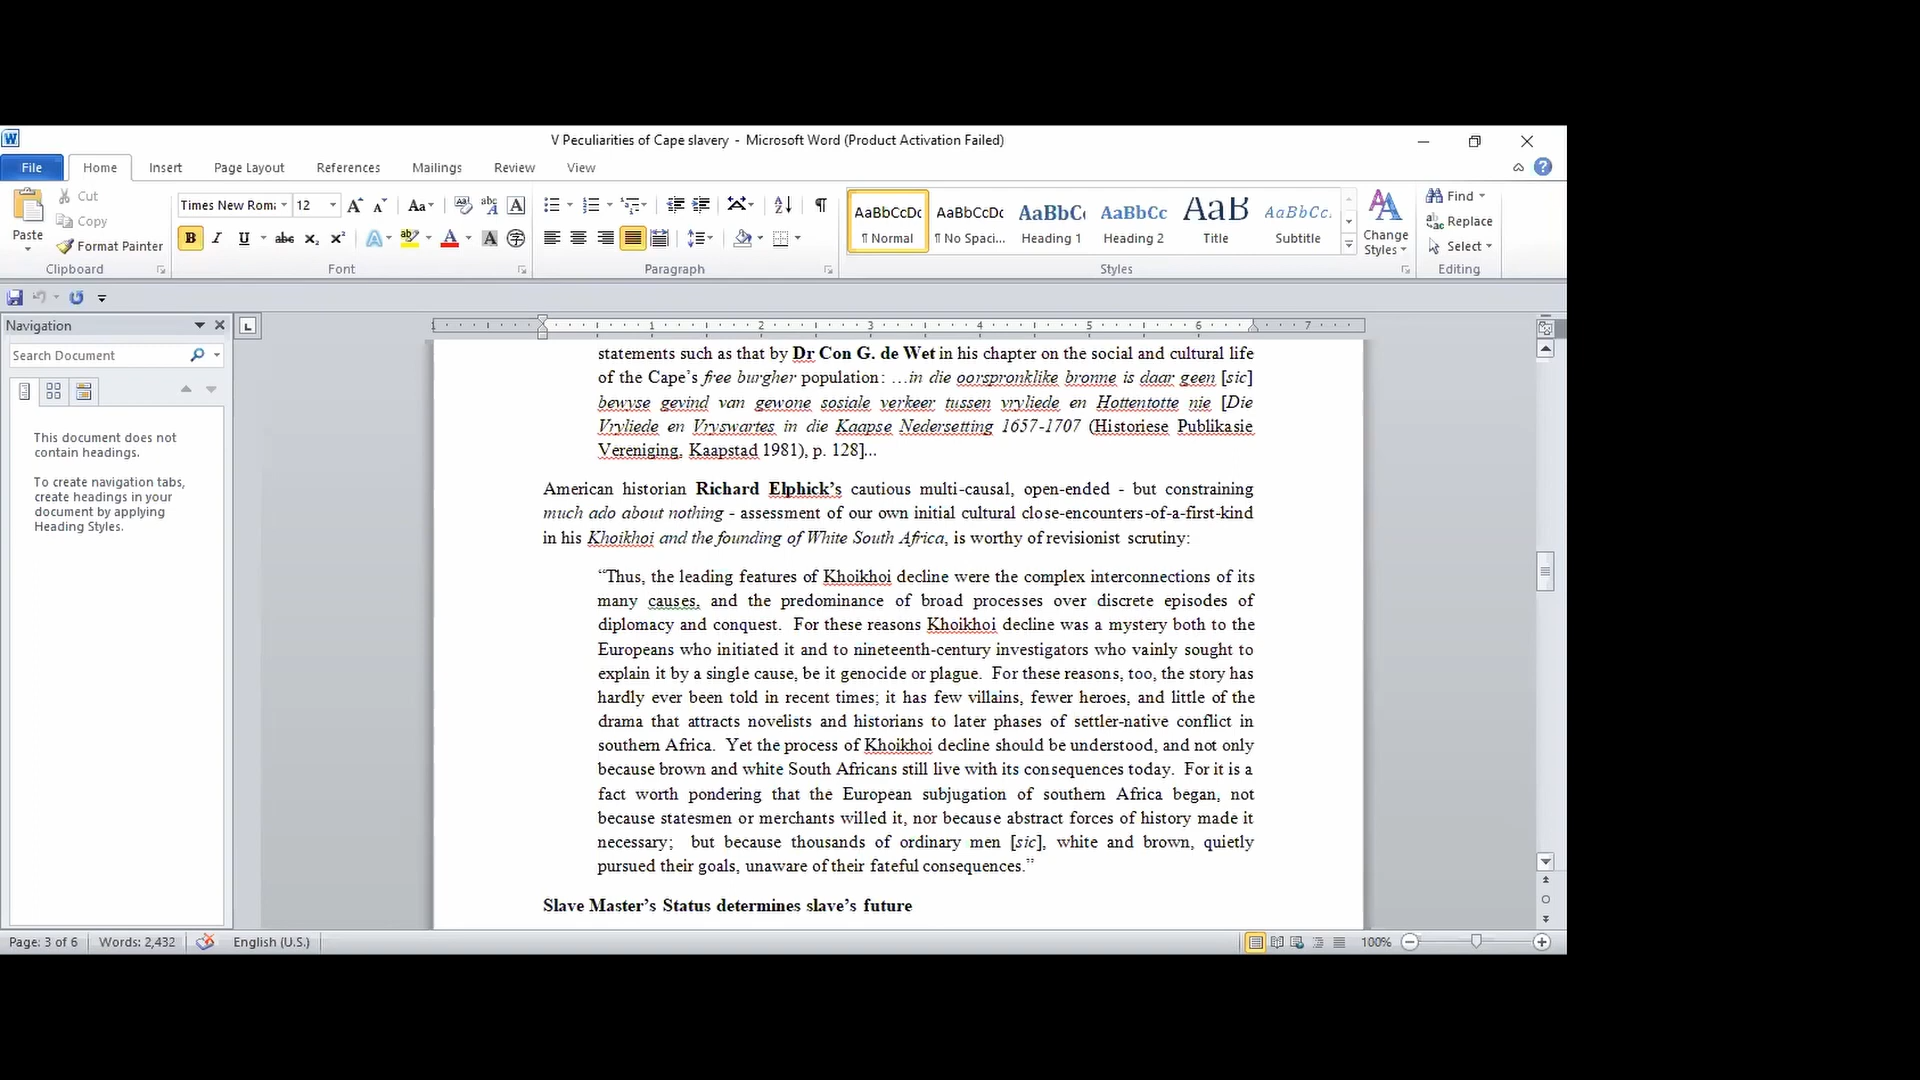 V Peculiarities of Cape slavery - Microsoft Word (Product Activation Failed)
File Home Insert Page Layout References Mailings Review View
Paste
Cut
Copy
Format Painter
Clipboard
Times New Roma 12
Font
Paragraph
AaBbCcDc AaBbCcDc AaBbCc AaBbCc AaB AaBbCc.
¶ Normal ¶ No Spaci... Heading 1 Heading 2 Title Subtitle
Change Styles
Styles
Find
Replace
Select
Editing
Navigation
Search Document
This document does not
contain headings.
To create navigation tabs,
create headings in your
document by applying
Heading Styles.
1 1 2 3 4 5 6 7
statements such as that by Dr Con G. de Wet in his chapter on the social and cultural life
of the Cape's free burgher population: …in die oorspronklike bronne is daar geen [sic]
bewyse gevind van gewone sosiale verkeer tussen vryliede en Hottentotte nie [Die
Vryliede en Vryswartes in die Kaapse Nedersetting 1657-1707 (Historiese Publikasie
Vereniging, Kaapstad 1981), p. 128]...
American historian Richard Elphick's cautious multi-causal, open-ended - but constraining
much ado about nothing - assessment of our own initial cultural close-encounters-of-a-first-kind
in his Khoikhoi and the founding of White South Africa, is worthy of revisionist scrutiny:
“Thus, the leading features of Khoikhoi decline were the complex interconnections of its
many causes, and the predominance of broad processes over discrete episodes of
diplomacy and conquest. For these reasons Khoikhoi decline was a mystery both to the
Europeans who initiated it and to nineteenth-century investigators who vainly sought to
explain it by a single cause, be it genocide or plague. For these reasons, too, the story has
hardly ever been told in recent times; it has few villains, fewer heroes, and little of the
drama that attracts novelists and historians to later phases of settler-native conflict in
southern Africa. Yet the process of Khoikhoi decline should be understood, and not only
because brown and white South Africans still live with its consequences today. For it is a
fact worth pondering that the European subjugation of southern Africa began, not
because statesmen or merchants willed it, nor because abstract forces of history made it
necessary; but because thousands of ordinary men [sic], white and brown, quietly
pursued their goals, unaware of their fateful consequences.”
Slave Master's Status determines slave's future
Page: 3 of 6 Words: 2,432 English (U.S.) 100%